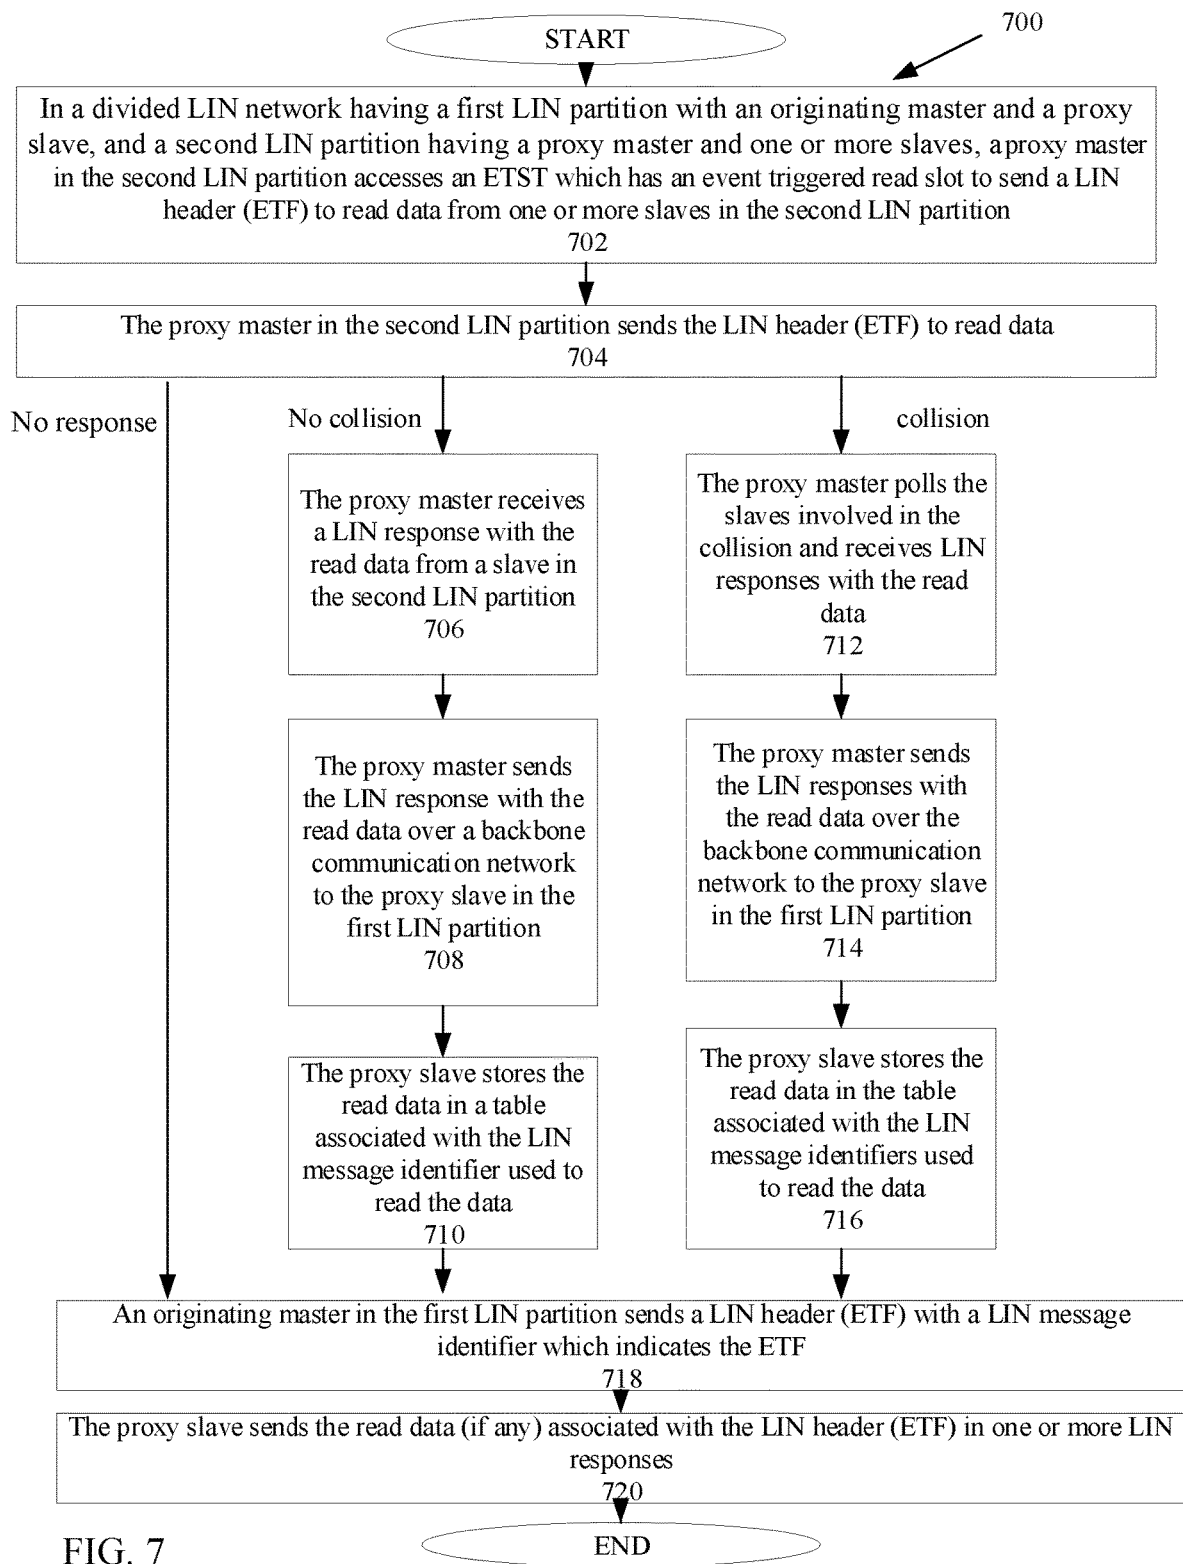 START
700
In a divided LIN network having a first LIN partition with an originating master and a proxy
slave, and a second LIN partition having a proxy master and one or more slaves, aproxy master
in the second LIN partition accesses an ETST which has an event triggered read slot to send a LIN
header (ETF) to read data from one or more slaves in the second LIN partition
702
The proxy master in the second LIN partition sends the LIN header (ETF) to read data
704
No response
No collision
collision
The proxy master receives
a LIN response with the
read data from a slave in
the second LIN partition
706
The proxy master polls the
slaves involved in the
collision and receives LIN
responses with the read
data
712
The proxy master sends
the LIN response with the
read data over a backbone
communication network
to the proxy slave in the
first LIN partition
708
The proxy master sends
the LIN responses with
the read data over the
backbone communication
network to the proxy slave
in the first LIN partition
714
The proxy slave stores the
read data in a table
associated with the LIN
message identifier used to
read the data
710
The proxy slave stores the
read data in the table
associated with the LIN
message identifiers used
to read the data
716
An originating master in the first LIN partition sends a LIN header (ETF) with a LIN message
identifier which indicates the ETF
718
The proxy slave sends the read data (if any) associated with the LIN header (ETF) in one or more LIN
responses
720
END
FIG. 7